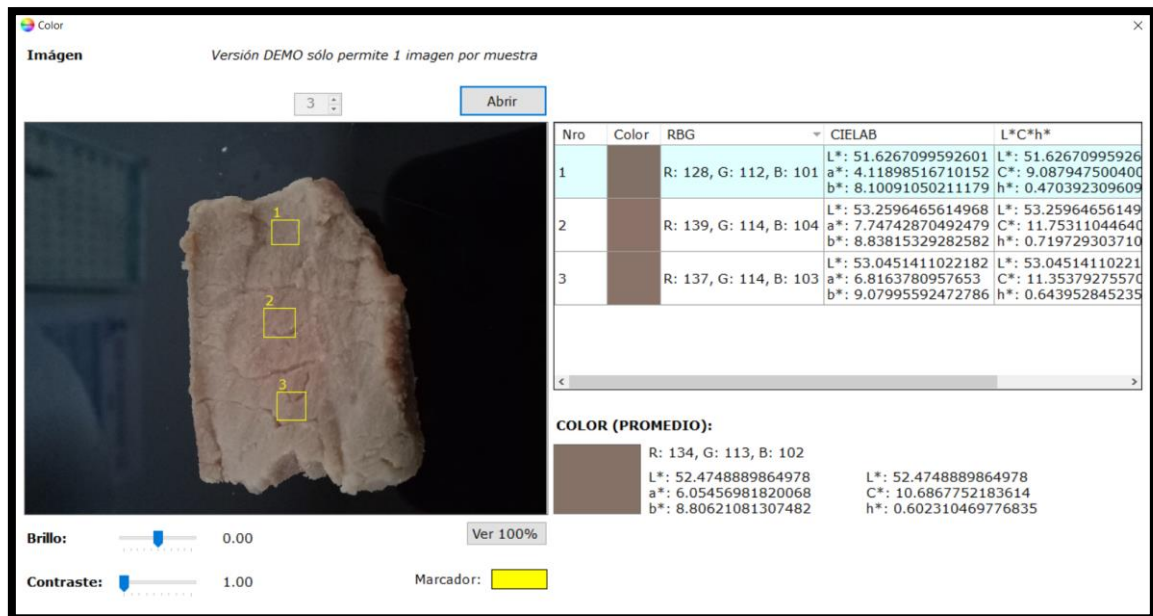 Color
Imágen
Versión DEMO sólo permite 1 imagen por muestra
3
Abrir
Nro Color RBG CIELAB L*C*h*
1 R: 128, G: 112, B: 101 L*: 51.6267099592601 L*: 51.62670995926
a*: 4.11898516710152 C*: 9.087947500400
b*: 8.10091050211179 h*: 0.470392309609
2 R: 139, G: 114, B: 104 L*: 53.2596465614968 L*: 53.25964656149
a*: 7.74742870492479 C*: 11.75311044640
b*: 8.83815329282582 h*: 0.719729303710
3 R: 137, G: 114, B: 103 L*: 53.0451411022182 L*: 53.04514110221
a*: 6.8163780957653 C*: 11.35379275570
b*: 9.07995592472786 h*: 0.643952845235
1
2
3
COLOR (PROMEDIO):
R: 134, G: 113, B: 102
L*: 52.4748889864978 L*: 52.4748889864978
a*: 6.05456981820068 C*: 10.6867752183614
b*: 8.80621081307482 h*: 0.602310469776835
Brillo: 0.00 Ver 100%
Contraste: 1.00 Marcador: